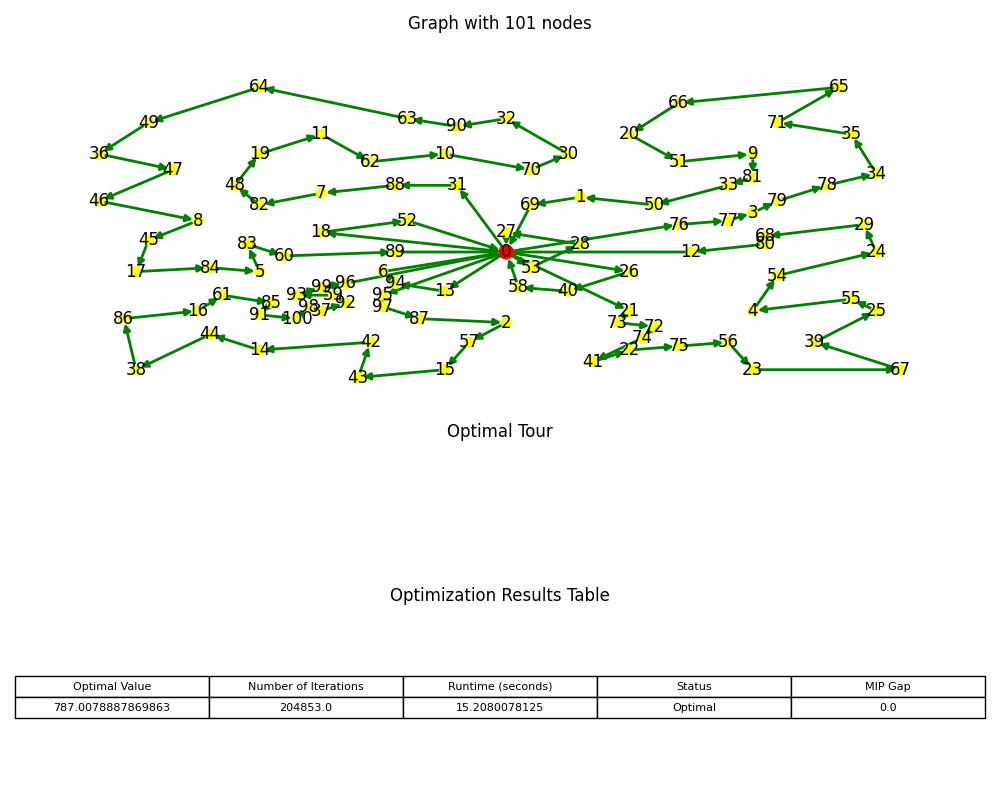 Graph with 101 nodes
64 65
66
63 32
49 90 71
20 35
11
36 19 62 10 30 51 9
47 70 34
81
48 7 88 31 33 78
46 82 69 1 50 79
3
8 52 76 77
18 27 29
45 83 28 68
80
60 89 0 12 24
17 84 5 6 53 26 54
99 96 94 58
61 93 59 95 13 40 55
85 98 92 97 21 4 25
86 16 91 100 37 87 2 73 72
44 42 57 74 56 39
14 22 75
38 43 15 41 23 67
Optimal Tour
Optimization Results Table
Optimal Value Number of Iterations Runtime (seconds) Status MIP Gap
787.0078887869863 204853.0 15.2080078125 Optimal 0.0